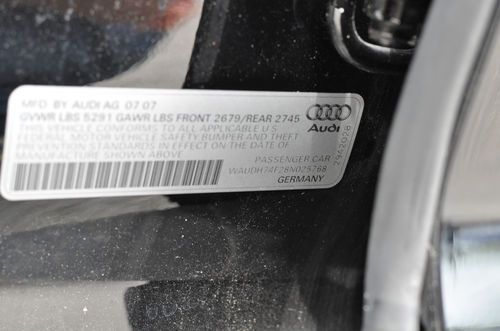 MFD BY AUDI AG 07 07
GVWR LBS 5291 GAWR LBS FRONT 2679/REAR 2745
THIS VEHICLE CONFORMS TO ALL APPLICABLE U S
FEDERAL MOTOR VEHICLE SAFETY BUMPER AND THEFT
PREVENTION STANDARDS IN EFFECT ON THE DATE OF
MANUFACTURE SHOWN ABOVE
Audi
2942028
PASSENGER CAR
WAUDH74F28N025768
GERMANY